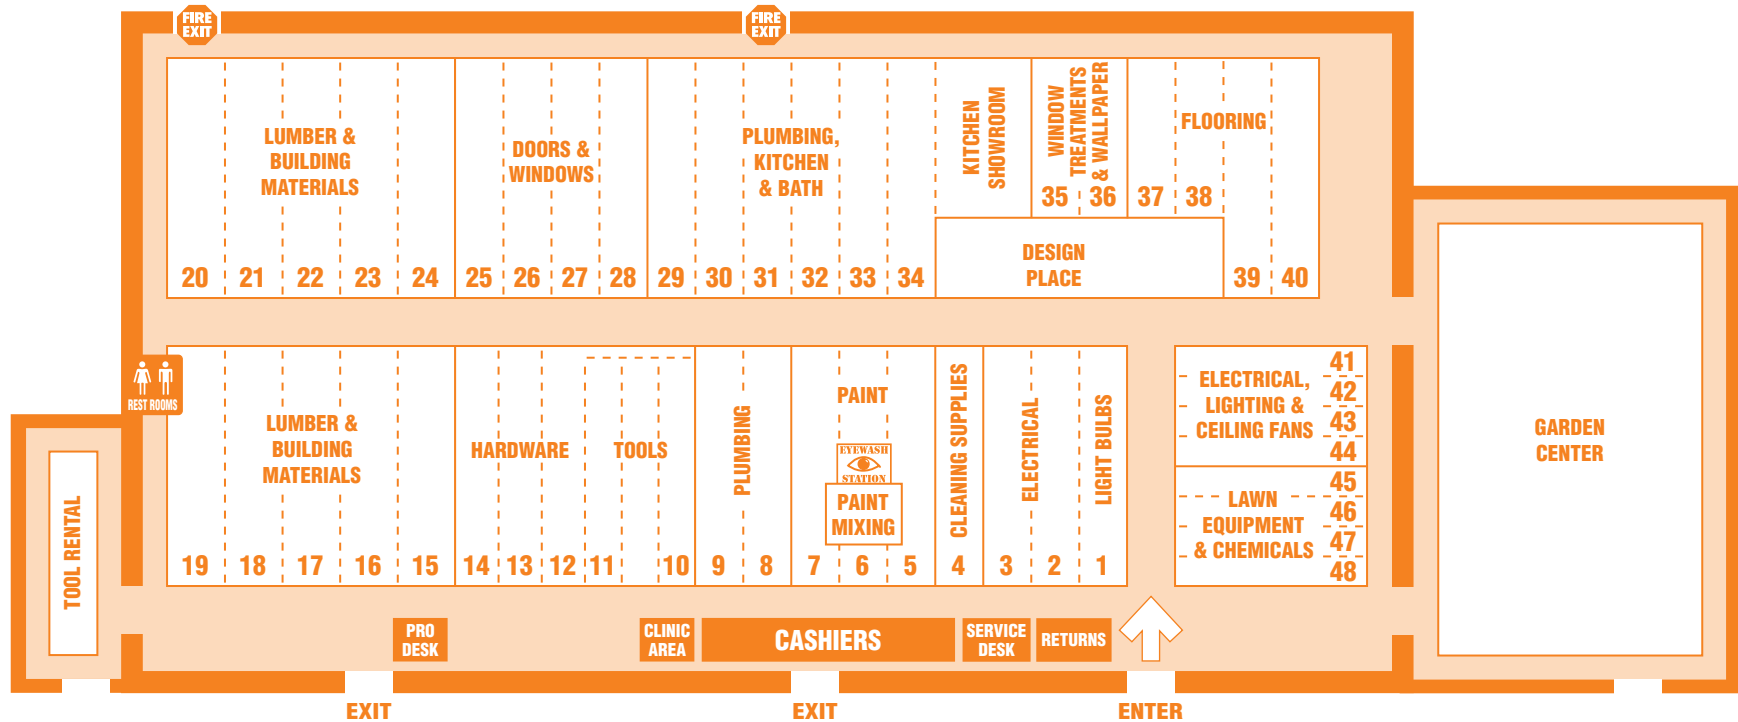 FIRE
EXIT
FIRE
EXIT
LUMBER &
BUILDING
MATERIALS
DOORS &
WINDOWS
PLUMBING,
KITCHEN
& BATH
KITCHEN
SHOWROOM
WINDOW
TREATMENTS
& WALLPAPER
FLOORING
35 36 37 38
DESIGN
PLACE
20 21 22 23 24 25 26 27 28 29 30 31 32 33 34 39 40
REST ROOMS
LUMBER &
BUILDING
MATERIALS
HARDWARE
TOOLS
PLUMBING
PAINT
EYEWASH
STATION
PAINT
MIXING
CLEANING SUPPLIES
ELECTRICAL
LIGHT BULBS
19 18 17 16 15 14 13 12 11 10 9 8 7 6 5 4 3 2 1
ELECTRICAL,
LIGHTING &
CEILING FANS
41
42
43
44
LAWN
EQUIPMENT
& CHEMICALS
45
46
47
48
GARDEN
CENTER
TOOL RENTAL
PRO
DESK
CLINIC
AREA
CASHIERS
SERVICE
DESK
RETURNS
EXIT
EXIT
ENTER